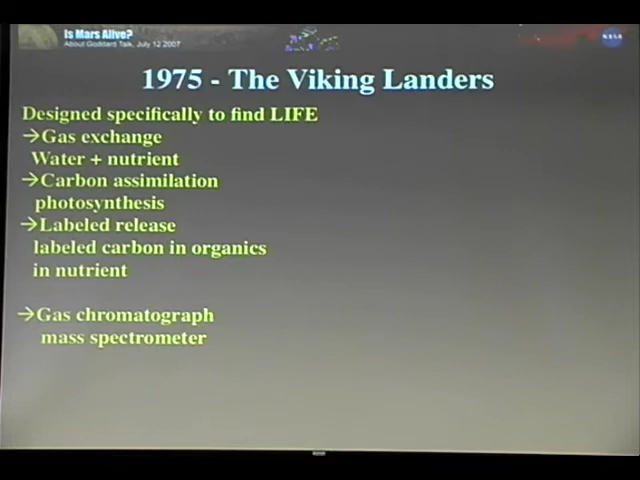 Is Mars Alive?
About Goddard Talk, July 12 2007
NASA
1975 - The Viking Landers
Designed specifically to find LIFE
→Gas exchange
Water + nutrient
→Carbon assimilation
photosynthesis
→Labeled release
labeled carbon in organics
in nutrient
→Gas chromatograph
mass spectrometer